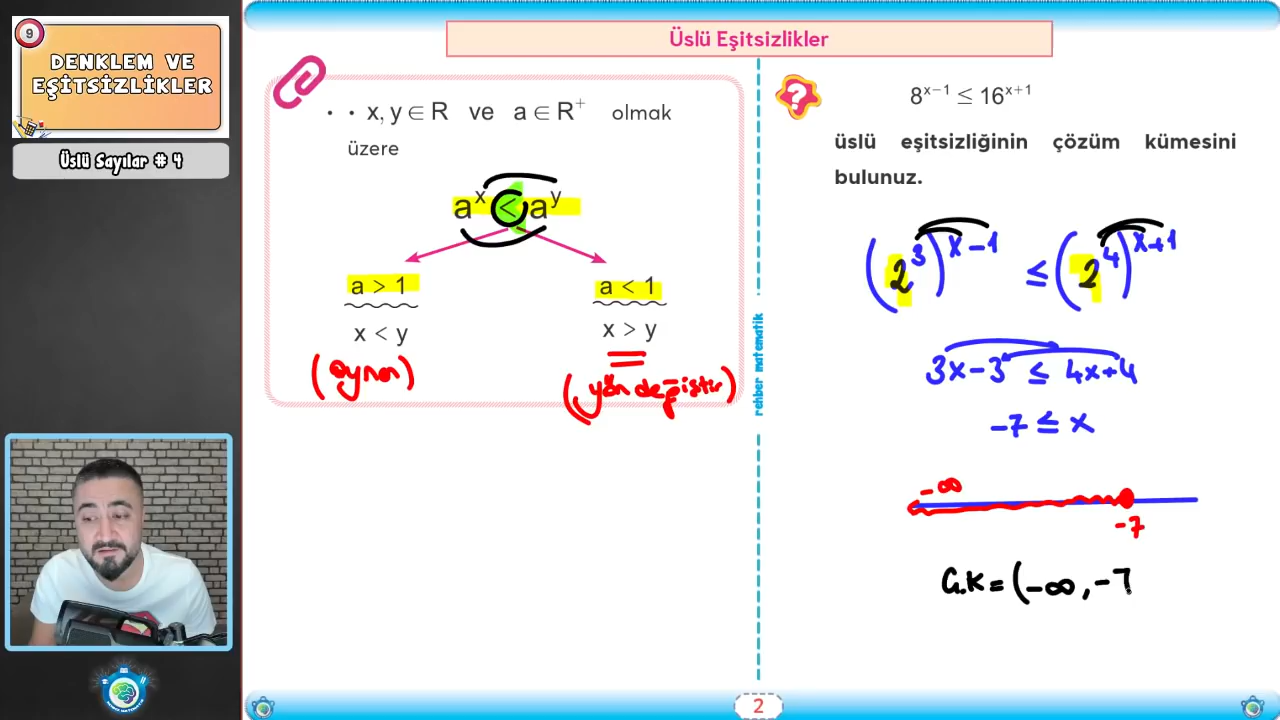 9
DENKLEM VE
EŞİTSİZLİKLER
Üslü Sayılar # 4
Üslü Eşitsizlikler
• • x, y ∈ R ve a ∈ R⁺ olmak
üzere
aˣ < aʸ
a > 1
x < y
(aynen)
a < 1
x > y
(yön değiştir)
rehber matematik
?
8ˣ⁻¹ ≤ 16ˣ⁺¹
üslü eşitsizliğinin çözüm kümesini
bulunuz.
(2³)ˣ⁻¹ ≤ (2⁴)ˣ⁺¹
3x-3 ≤ 4x+4
-7 ≤ x
-∞
-7
Ç.K = (-∞, -7
2